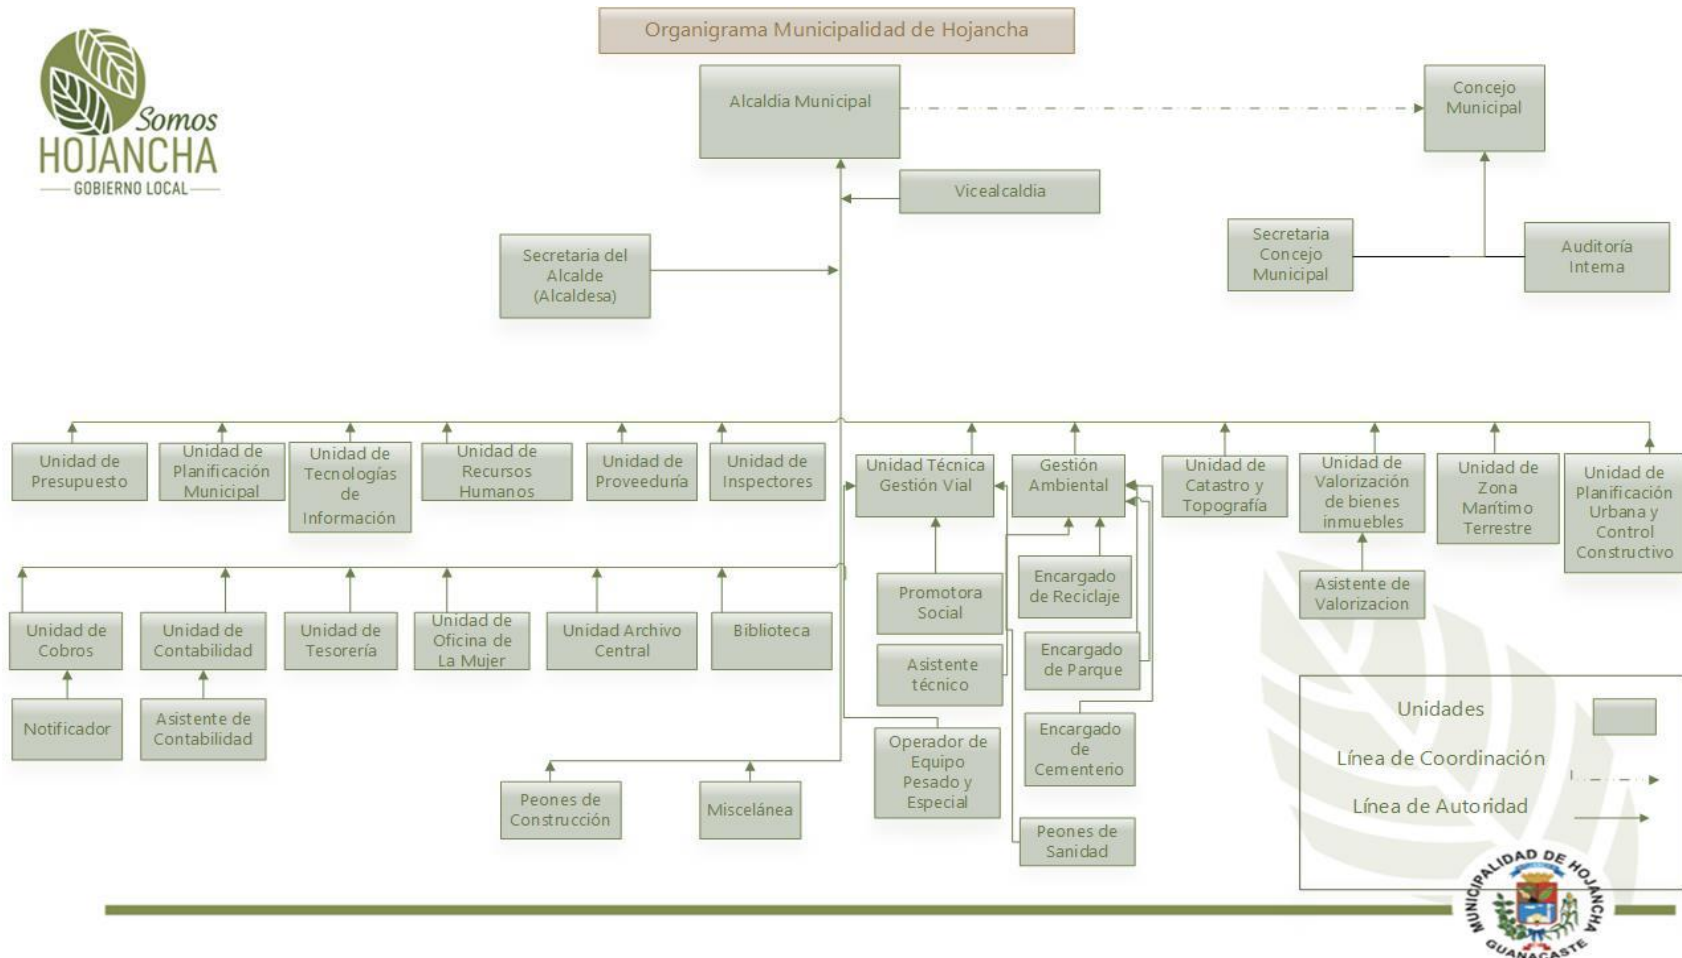 Organigrama Municipalidad de Hojancha
Somos
HOJANCHA
GOBIERNO LOCAL
Alcaldia Municipal
Concejo
Municipal
Vicealcaldia
Secretaria del
Alcalde
(Alcaldesa)
Secretaria
Concejo
Municipal
Auditoría
Interna
Unidad de
Presupuesto
Unidad de
Planificación
Municipal
Unidad de
Tecnologías
de
Información
Unidad de
Recursos
Humanos
Unidad de
Proveeduría
Unidad de
Inspectores
Unidad Técnica
Gestión Vial
Gestión
Ambiental
Unidad de
Catastro y
Topografía
Unidad de
Valorización
de bienes
inmuebles
Unidad de
Zona
Marítimo
Terrestre
Unidad de
Planificación
Urbana y
Control
Constructivo
Promotora
Social
Encargado
de Reciclaje
Asistente de
Valorizacion
Unidad de
Cobros
Unidad de
Contabilidad
Unidad de
Tesorería
Unidad de
Oficina de
La Mujer
Unidad Archivo
Central
Biblioteca
Asistente
técnico
Encargado
de Parque
Notificador
Asistente de
Contabilidad
Operador de
Equipo
Pesado y
Especial
Encargado
de
Cementerio
Peones de
Construcción
Miscelánea
Peones de
Sanidad
Unidades
Línea de Coordinación
Línea de Autoridad
MUNICIPALIDAD DE HOJANCHA
GUANACASTE